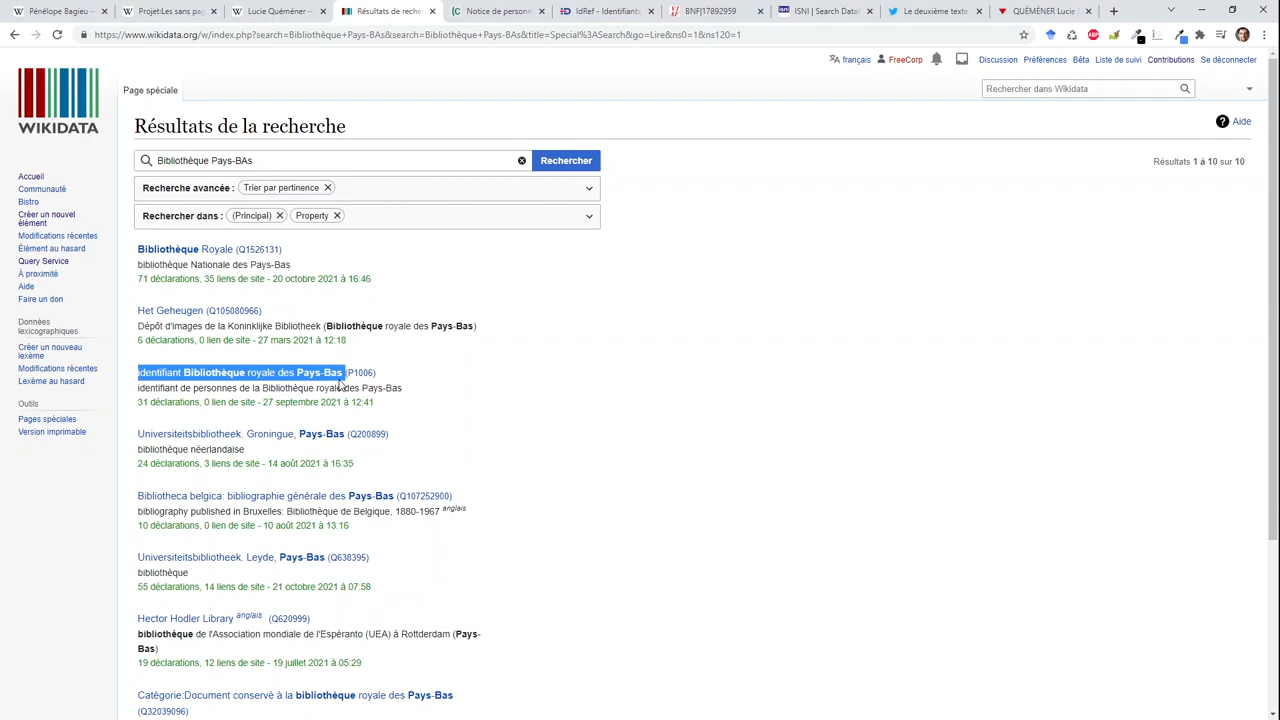 Pénélope Bagieu –
Projet:Les sans pag
Lucie Quéméner –
Résultats de reche
Notice de personn
IdRef - Identifiants
BNF|17892959
ISNI | Search Datab
Le deuxième texte
QUÉMÉNER Lucie
https://www.wikidata.org/w/index.php?search=Bibliothèque+Pays-BAs&search=Bibliothèque+Pays-BAs&title=Special%3ASearch&go=Lire&ns0=1&ns120=1
français
FreeCorp
Discussion
Préférences
Bêta
Liste de suivi
Contributions
Se déconnecter
WIKIDATA
Page spéciale
Rechercher dans Wikidata
Résultats de la recherche
Aide
Bibliothèque Pays-BAs
Rechercher
Résultats 1 à 10 sur 10
Recherche avancée : Trier par pertinence
Rechercher dans : (Principal) Property
Accueil
Communauté
Bistro
Créer un nouvel
élément
Modifications récentes
Élément au hasard
Query Service
À proximité
Aide
Faire un don
Données
lexicographiques
Créer un nouveau
lexème
Modifications récentes
Lexème au hasard
Outils
Pages spéciales
Version imprimable
Bibliothèque Royale (Q1526131)
bibliothèque Nationale des Pays-Bas
71 déclarations, 35 liens de site - 20 octobre 2021 à 16:46
Het Geheugen (Q105080966)
Dépôt d'images de la Koninklijke Bibliotheek (Bibliothèque royale des Pays-Bas)
6 déclarations, 0 lien de site - 27 mars 2021 à 12:18
identifiant Bibliothèque royale des Pays-Bas (P1006)
identifiant de personnes de la Bibliothèque royale des Pays-Bas
31 déclarations, 0 lien de site - 27 septembre 2021 à 12:41
Universiteitsbibliotheek. Groningue, Pays-Bas (Q200899)
bibliothèque néerlandaise
24 déclarations, 3 liens de site - 14 août 2021 à 16:35
Bibliotheca belgica: bibliographie générale des Pays-Bas (Q107252900)
bibliography published in Bruxelles: Bibliothèque de Belgique, 1880-1967 anglais
10 déclarations, 0 lien de site - 10 août 2021 à 13:16
Universiteitsbibliotheek. Leyde, Pays-Bas (Q638395)
bibliothèque
55 déclarations, 14 liens de site - 21 octobre 2021 à 07:58
Hector Hodler Library anglais (Q620999)
bibliothèque de l'Association mondiale de l'Espéranto (UEA) à Rottterdam (Pays-
Bas)
19 déclarations, 12 liens de site - 19 juillet 2021 à 05:29
Catégorie:Document conservé à la bibliothèque royale des Pays-Bas
(Q32039096)